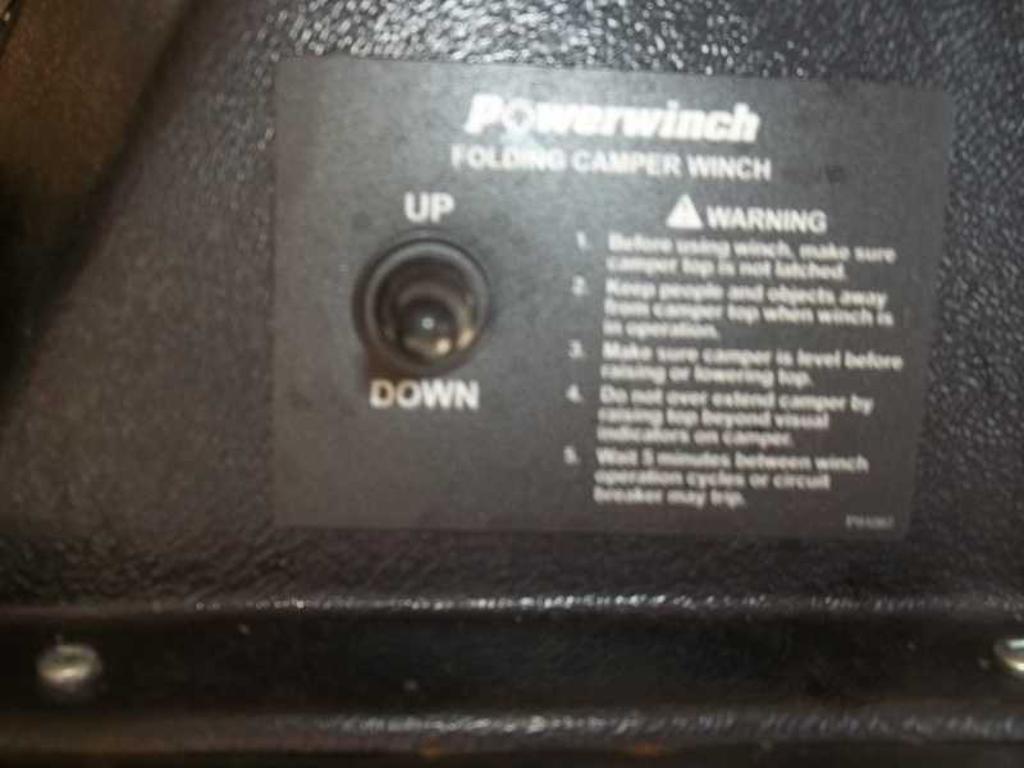 Powerwinch
FOLDING CAMPER WINCH
UP
DOWN
WARNING
1. Before using winch, make sure
camper top is not latched.
2. Keep people and objects away
from camper top when winch is
in operation.
3. Make sure camper is level before
raising or lowering top.
4. Do not over extend camper by
raising top beyond visual
indicators on camper.
5. Wait 5 minutes between winch
operation cycles or circuit
breaker may trip.